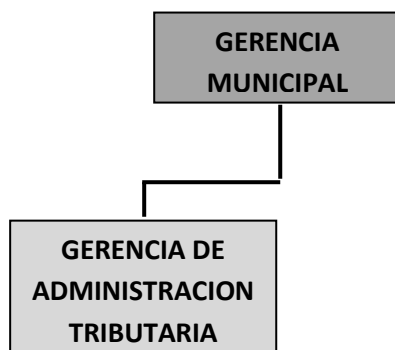 GERENCIA
MUNICIPAL
GERENCIA DE
ADMINISTRACION
TRIBUTARIA